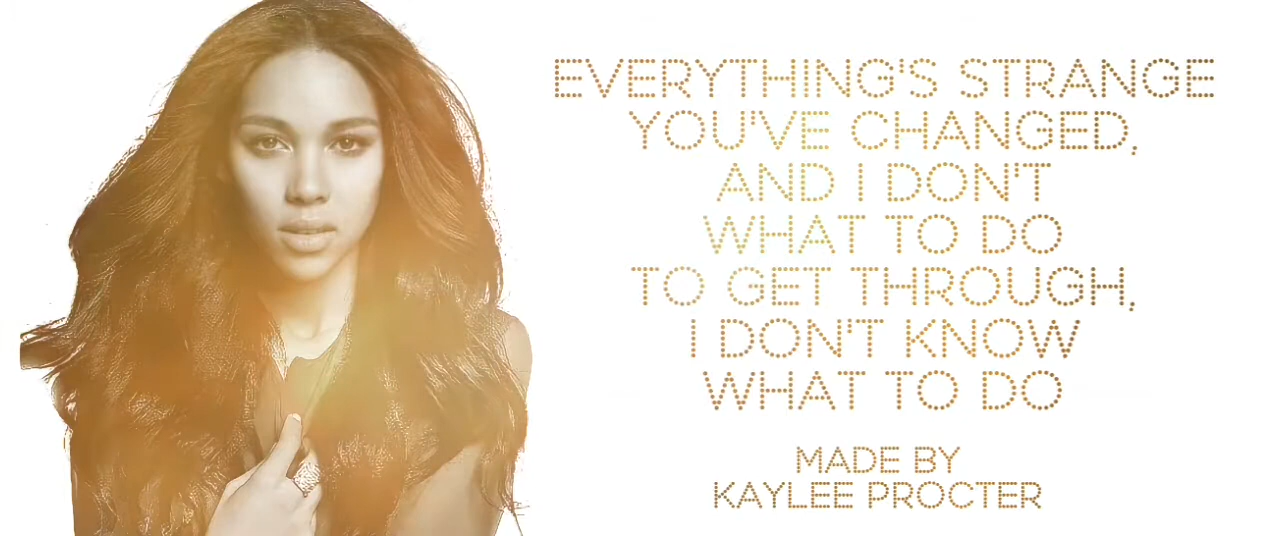 EVERYTHING'S STRANGE
YOU'VE CHANGED,
AND I DON'T
WHAT TO DO
TO GET THROUGH,
I DON'T KNOW
WHAT TO DO
MADE BY
KAYLEE PROCTER